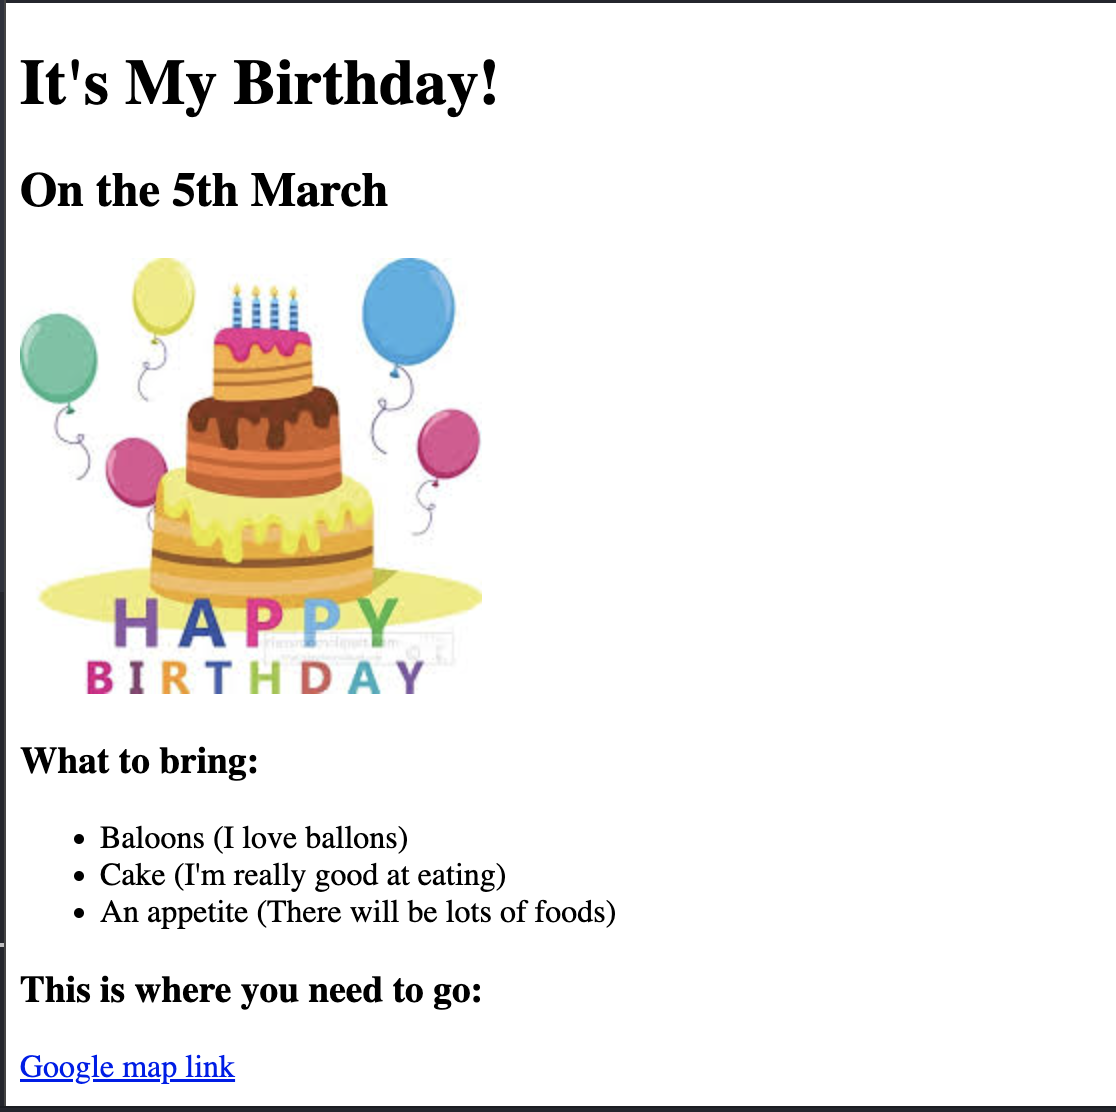 It's My Birthday!
On the 5th March
HAPPY
BIRTHDAY
What to bring:
Baloons (I love ballons)
Cake (I'm really good at eating)
An appetite (There will be lots of foods)
This is where you need to go:
Google map link